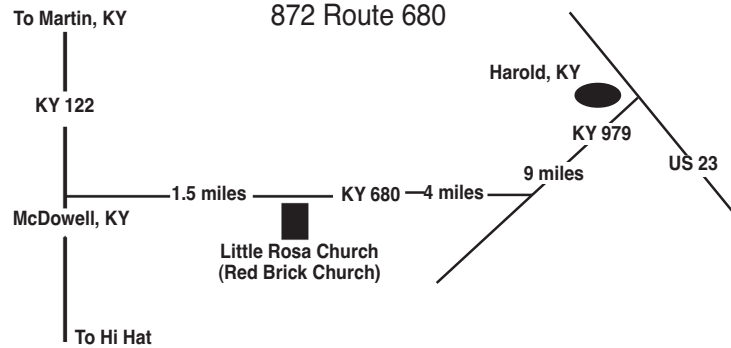 To Martin, KY
872 Route 680
Harold, KY
KY 122
KY 979
US 23
9 miles
1.5 miles
KY 680
4 miles
McDowell, KY
Little Rosa Church
(Red Brick Church)
To Hi Hat